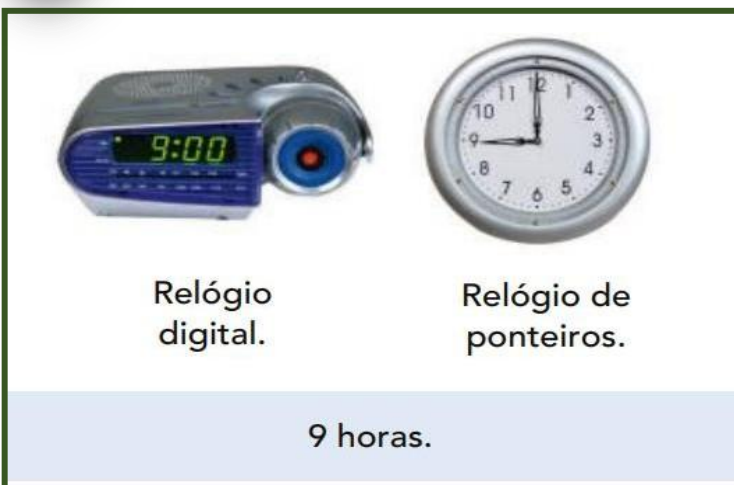 9:00
11 12 1
10 2
9 3
8 4
7 6 5
Relógio
digital.
Relógio de
ponteiros.
9 horas.